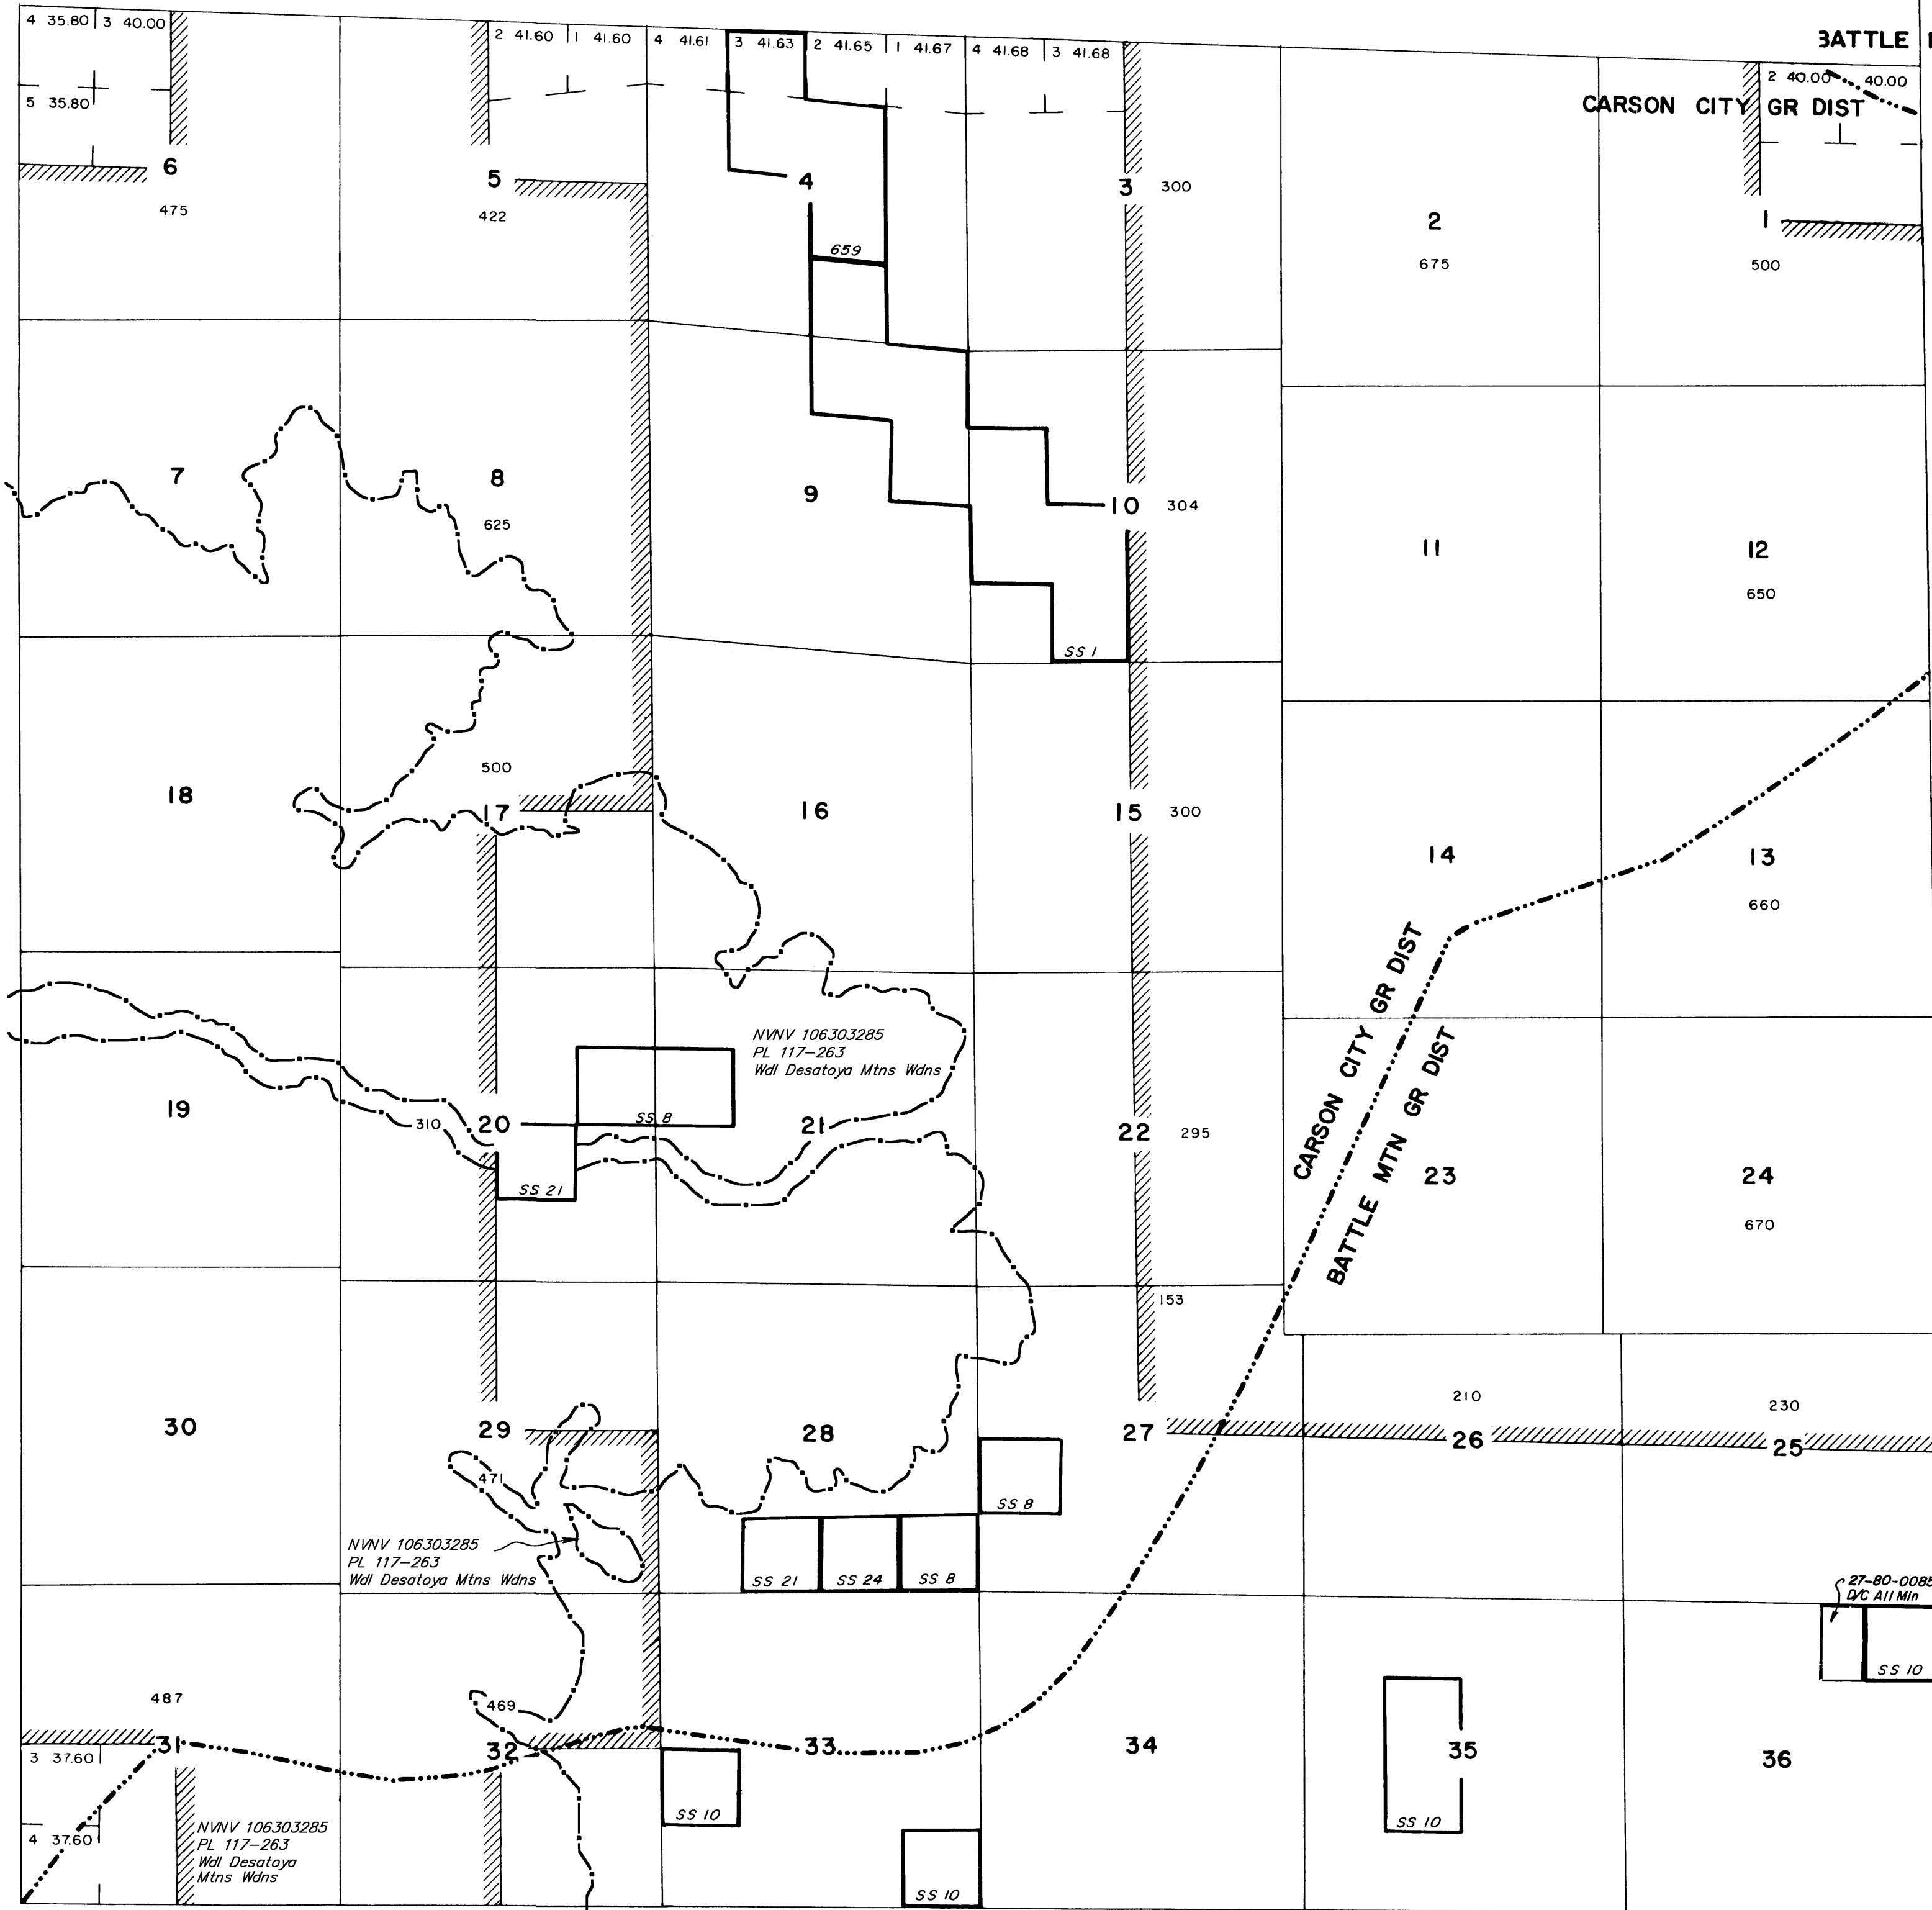 BATTLE
4 35.80 3 40.00
2 41.60 1 41.60 4 41.61 3 41.63 2 41.65 1 41.67 4 41.68 3 41.68
2 40.00 40.00
5 35.80
CARSON CITY GR DIST
6
5
4
3 300
2
1
475
422
659
675
500
7
8
9
10 304
11
12
625
650
SS 1
18
500
17
16
15 300
14
13
660
CARSON CITY GR DIST
BATTLE MTN GR DIST
NVNV 106303285
PL 117-263
Wdl Desatoya Mtns Wdns
19
310
20
SS 8
21
22 295
23
24
SS 21
670
153
210
230
30
29
28
27
26
25
471
SS 8
NVNV 106303285
PL 117-263
Wdl Desatoya Mtns Wdns
SS 21
SS 24
SS 8
27-80-0085
D/C All Min
SS 10
487
469
31
32
33
34
35
36
3 37.60
SS 10
SS 10
4 37.60
NVNV 106303285
PL 117-263
Wdl Desatoya
Mtns Wdns
SS 10